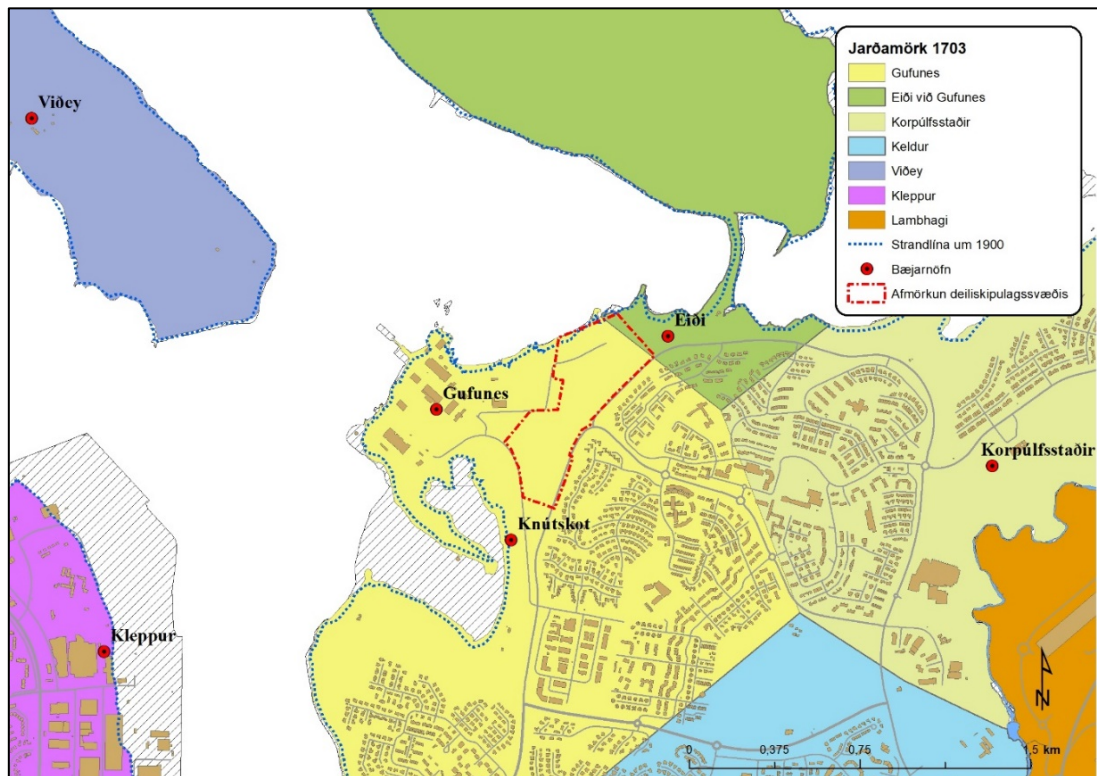 Jarðamörk 1703
Gufunes
Eiði við Gufunes
Korpúlfsstaðir
Keldur
Viðey
Kleppur
Lambhagi
Strandlína um 1900
Bæjarnöfn
Afmörkun deiliskipulagssvæðis
Viðey
Eiði
Gufunes
Korpúlfsstaðir
Knútskot
Kleppur
N
0 0,375 0,75 1,5 km